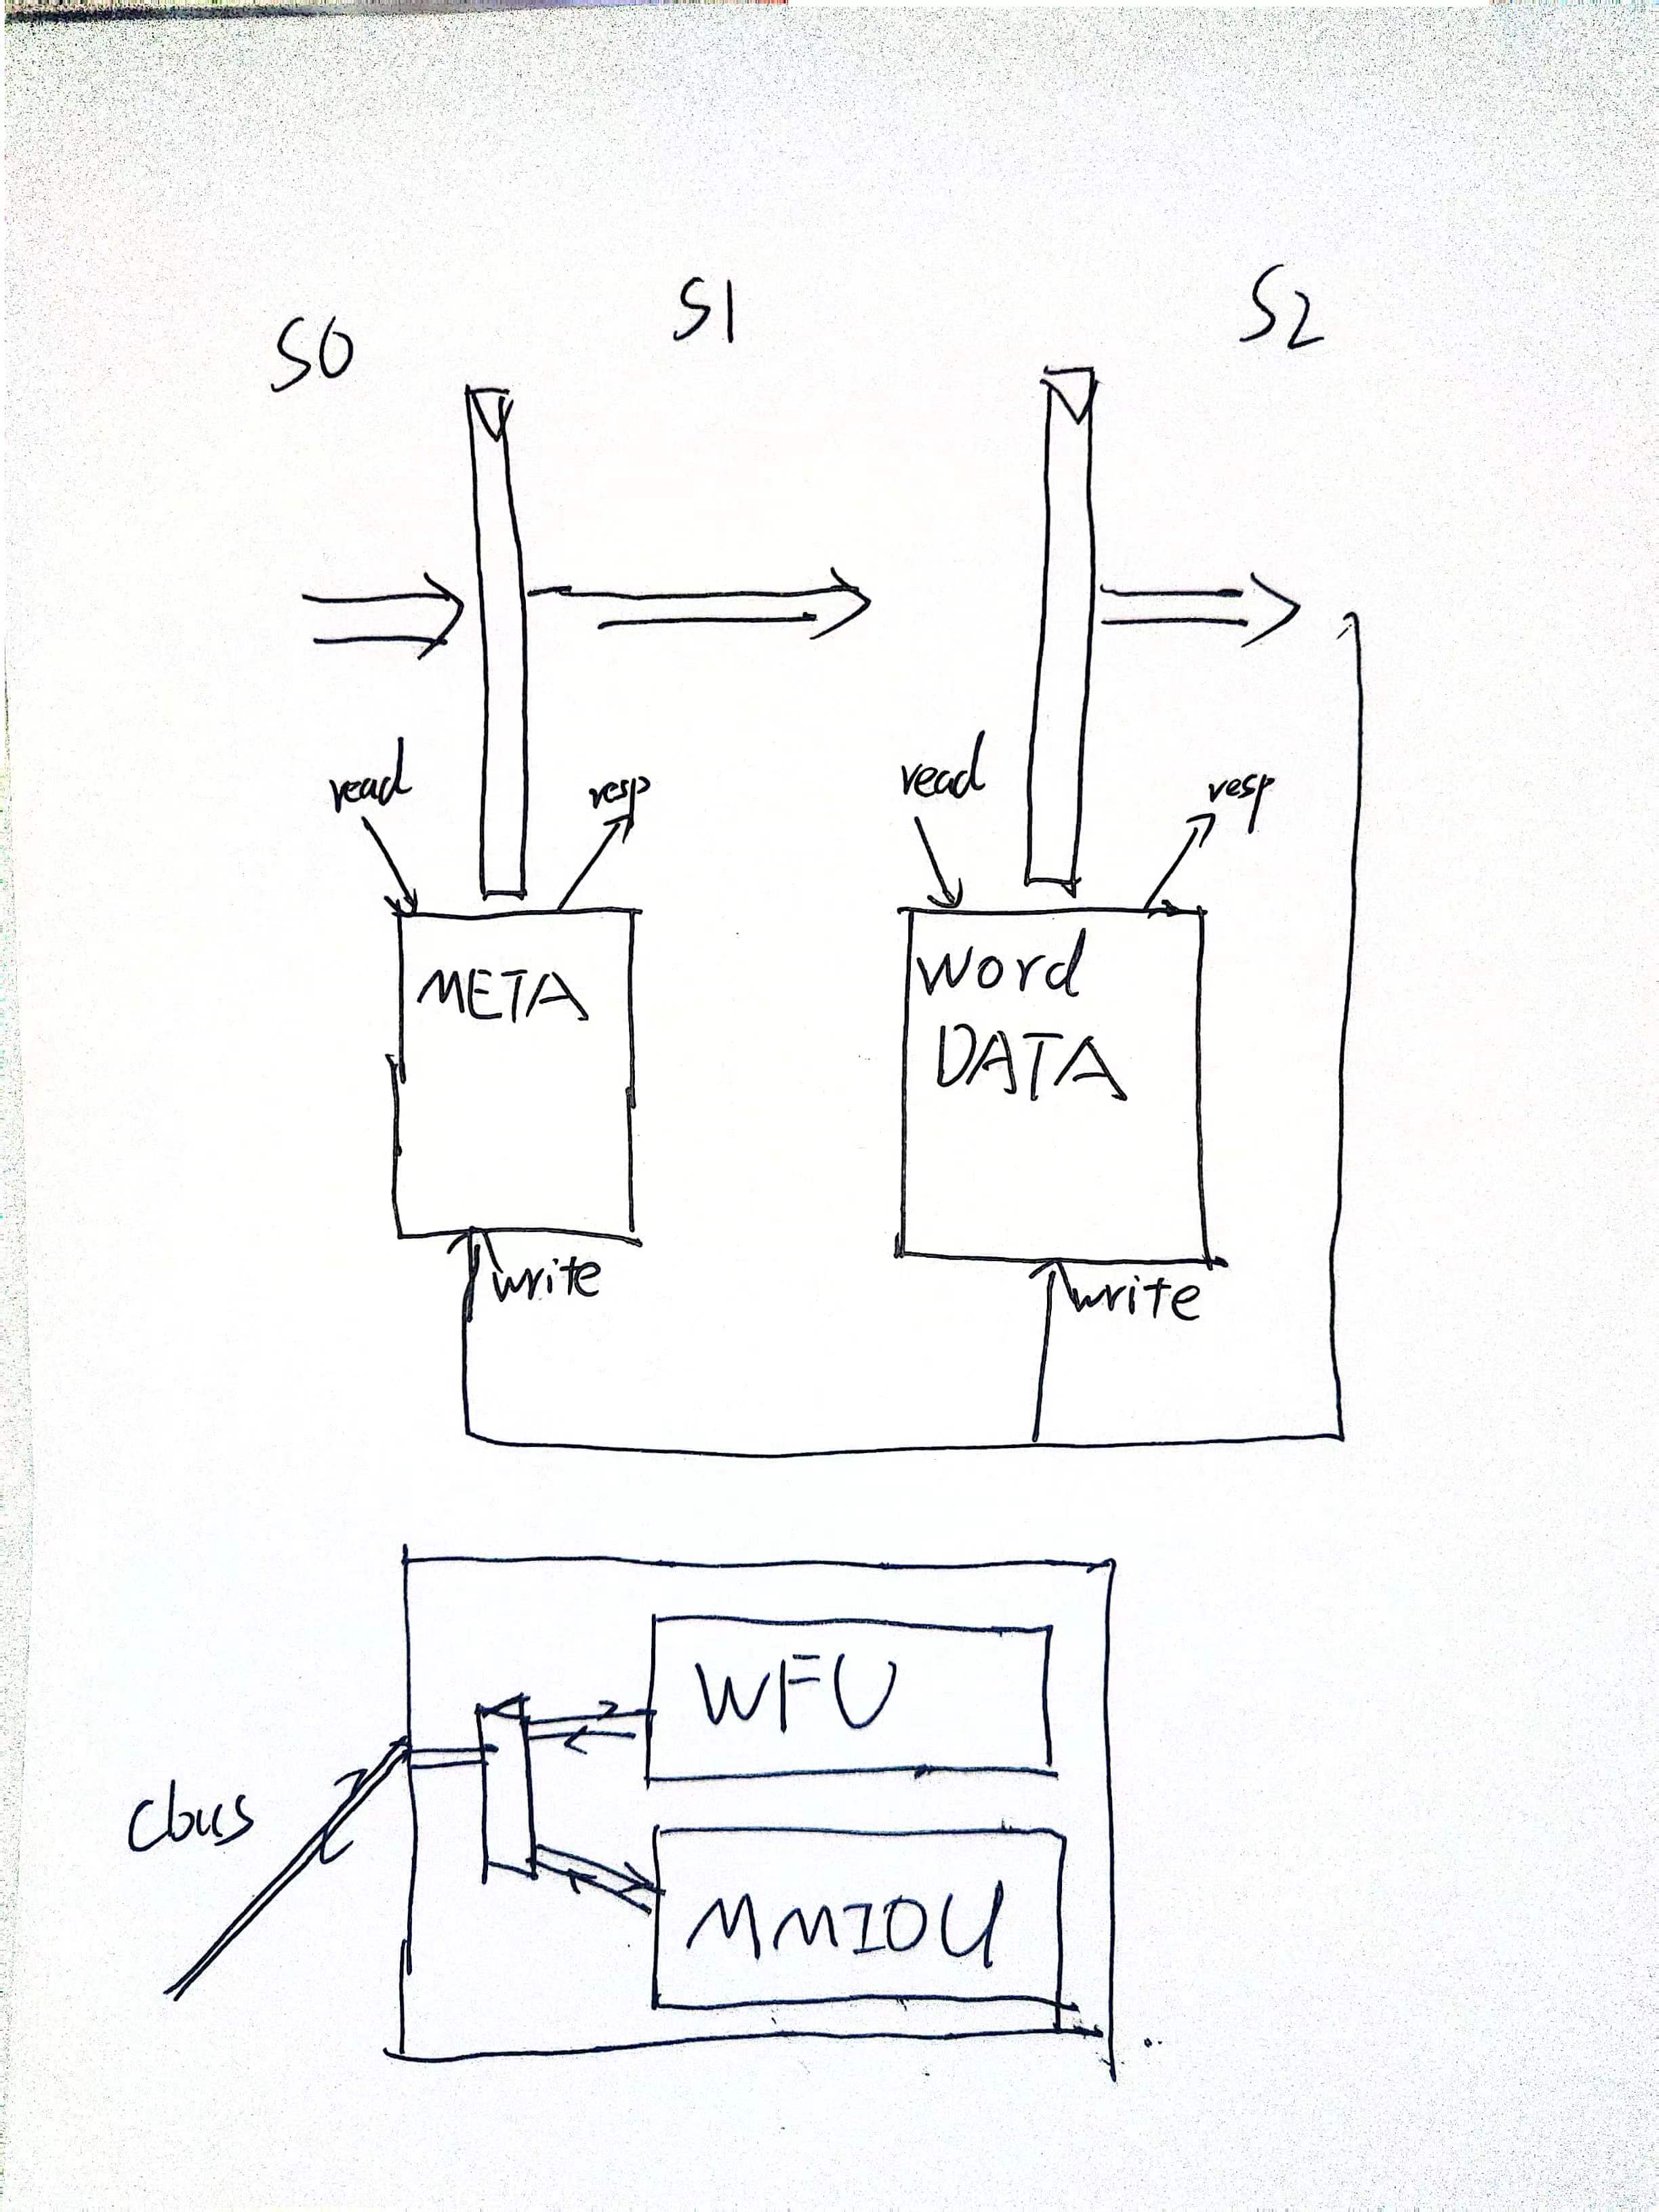 S0
S1
S2
read
resp
read
resp
META
Word
DATA
write
write
WFU
Cbus
MMIOU